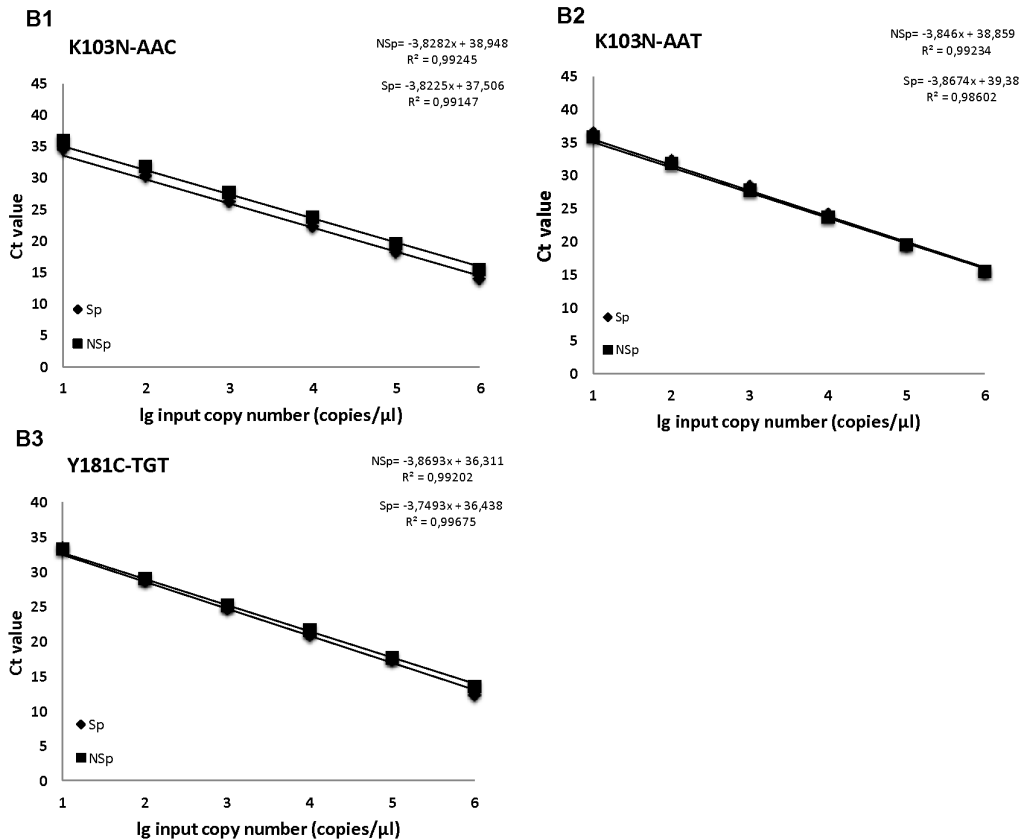 B1
K103N-AAC
NSp= -3,8282x + 38,948
R² = 0,99245
Sp= -3,8225x + 37,506
R² = 0,99147
45
40
35
30
25
20
15
10
5
0
Ct value
Sp
NSp
1 2 3 4 5 6
lg input copy number (copies/µl)
B2
K103N-AAT
NSp= -3,846x + 38,859
R² = 0,99234
Sp= -3,8674x + 39,38
R² = 0,98602
45
40
35
30
25
20
15
10
5
0
Ct value
Sp
NSp
1 2 3 4 5 6
lg input copy number (copies/µl)
B3
Y181C-TGT
NSp= -3,8693x + 36,311
R² = 0,99202
Sp= -3,7493x + 36,438
R² = 0,99675
40
35
30
25
20
15
10
5
0
Ct value
Sp
NSp
1 2 3 4 5 6
lg input copy number (copies/µl)